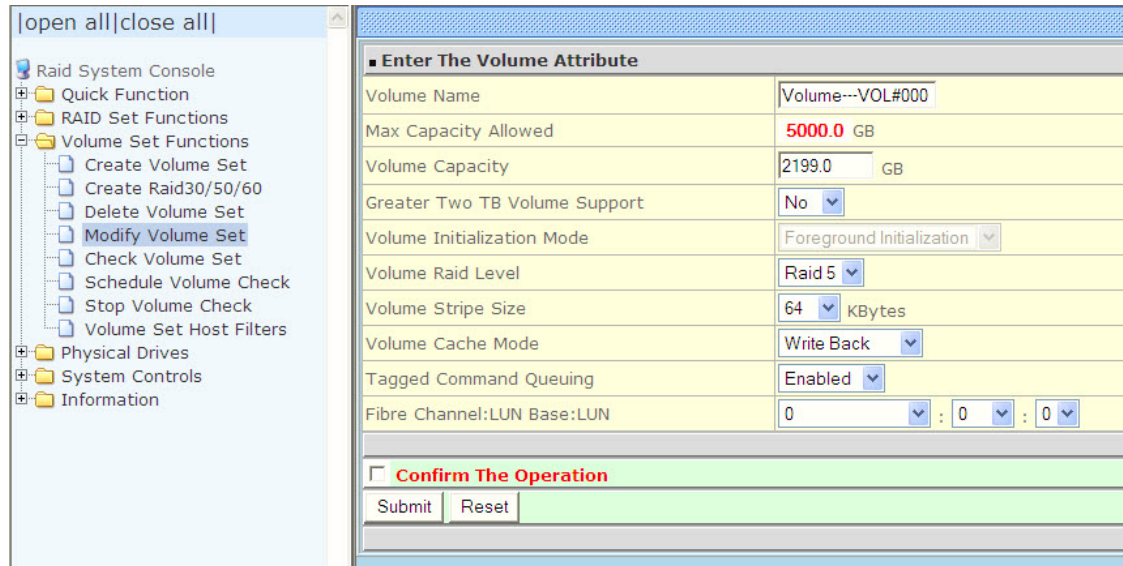 |open all|close all|
Raid System Console
Quick Function
RAID Set Functions
Volume Set Functions
Create Volume Set
Create Raid30/50/60
Delete Volume Set
Modify Volume Set
Check Volume Set
Schedule Volume Check
Stop Volume Check
Volume Set Host Filters
Physical Drives
System Controls
Information
Enter The Volume Attribute
Volume Name Volume---VOL#000
Max Capacity Allowed 5000.0 GB
Volume Capacity 2199.0 GB
Greater Two TB Volume Support No
Volume Initialization Mode Foreground Initialization
Volume Raid Level Raid 5
Volume Stripe Size 64 KBytes
Volume Cache Mode Write Back
Tagged Command Queuing Enabled
Fibre Channel:LUN Base:LUN 0 : 0 : 0
Confirm The Operation
Submit Reset